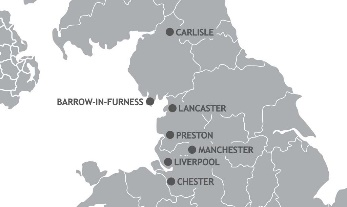 CARLISLE
BARROW-IN-FURNESS
LANCASTER
PRESTON
MANCHESTER
LIVERPOOL
CHESTER